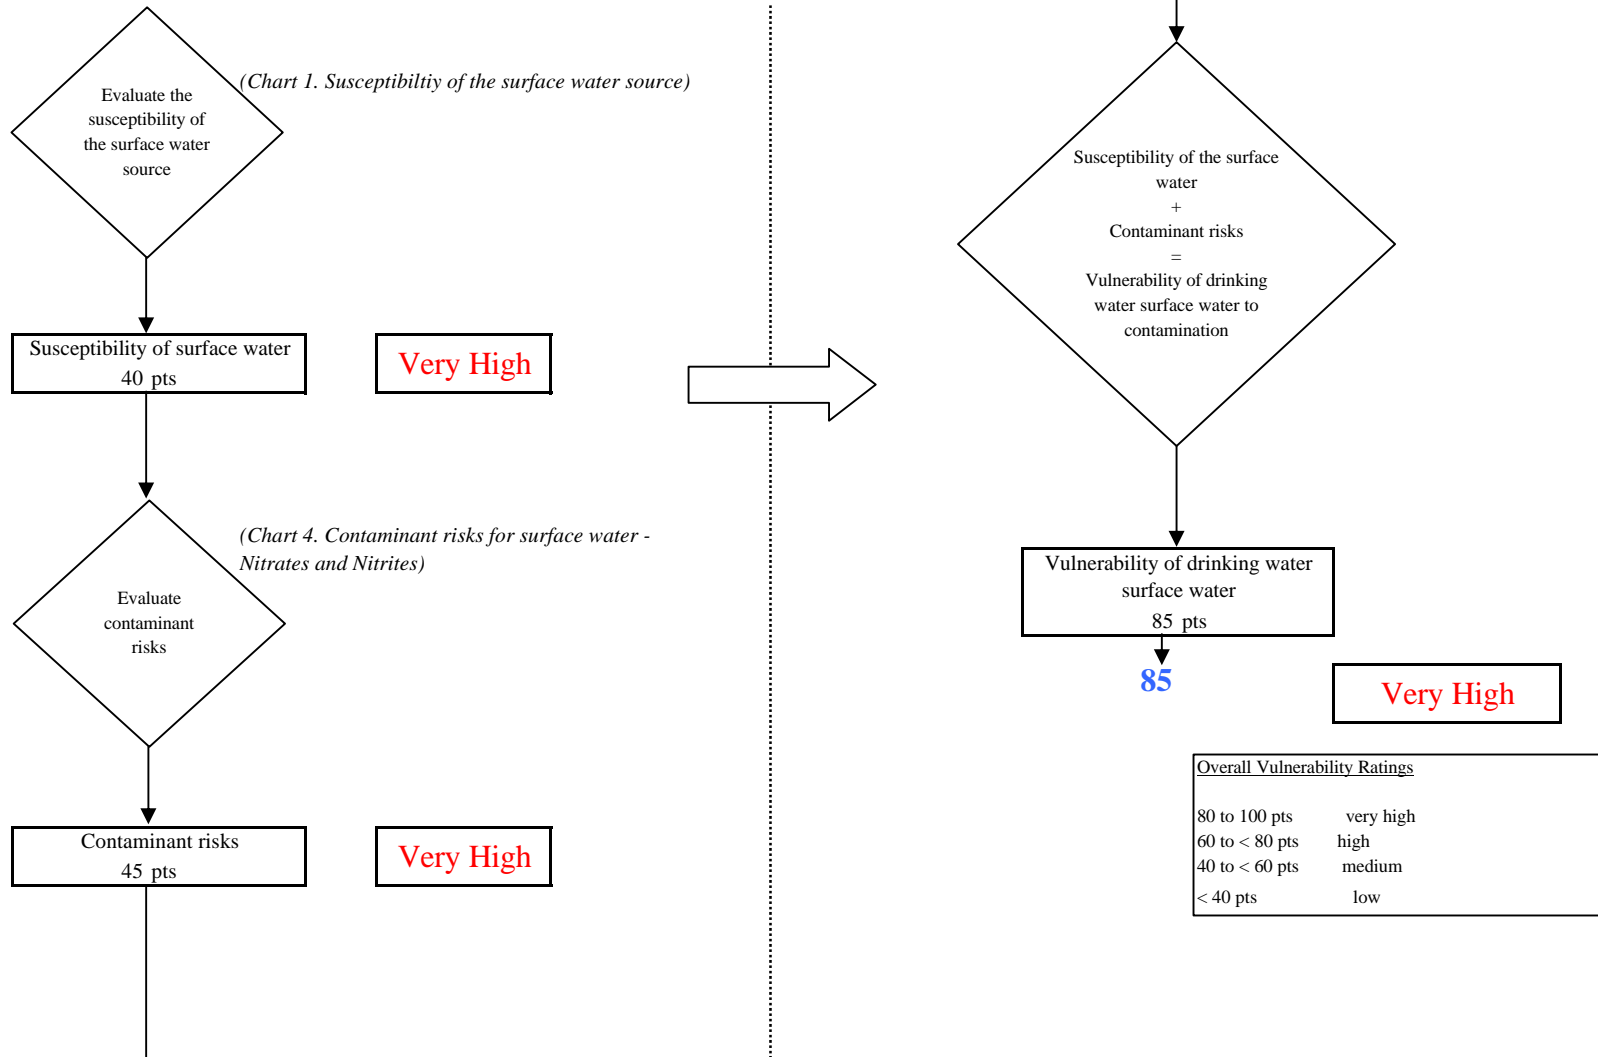 Evaluate the
susceptibility of
the surface water
source
(Chart 1. Susceptibiltiy of the surface water source)
Susceptibility of surface water
40 pts
Very High
(Chart 4. Contaminant risks for surface water -
Nitrates and Nitrites)
Evaluate
contaminant
risks
Contaminant risks
45 pts
Very High
Susceptibility of the surface
water
+
Contaminant risks
=
Vulnerability of drinking
water surface water to
contamination
Vulnerability of drinking water
surface water
85 pts
85
Very High
Overall Vulnerability Ratings
80 to 100 pts very high
60 to < 80 pts high
40 to < 60 pts medium
< 40 pts low